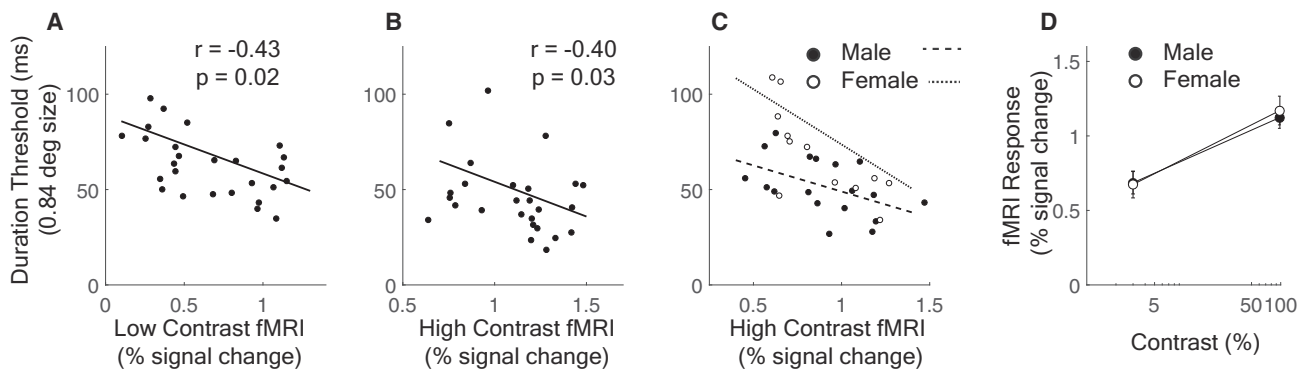 A
r = -0.43
p = 0.02
Duration Threshold (ms)
(0.84 deg size)
100
50
0
0
0.5
1
Low Contrast fMRI
(% signal change)
B
r = -0.40
p = 0.03
100
50
0
0.5
1
1.5
High Contrast fMRI
(% signal change)
C
Male
Female
100
50
0
0.5
1
1.5
High Contrast fMRI
(% signal change)
D
Male
Female
fMRI Response
(% signal change)
1.5
1
0.5
0
5
50
100
Contrast (%)